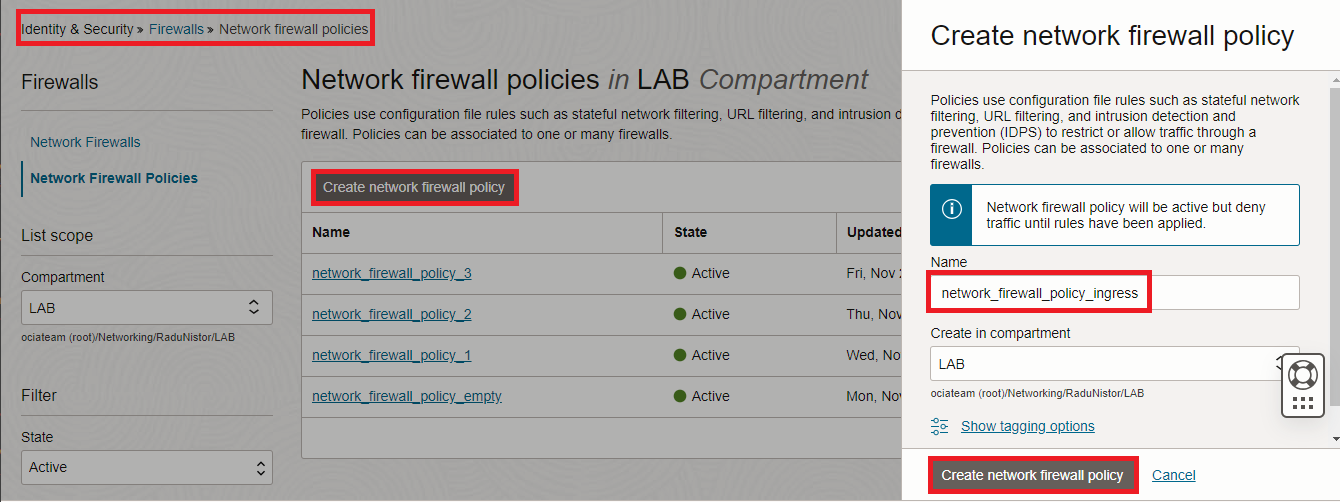 Identity & Security » Firewalls » Network firewall policies
Firewalls
Network Firewalls
Network Firewall Policies
List scope
Compartment
LAB
ociateam (root)/Networking/RaduNistor/LAB
Filter
State
Active
Network firewall policies in LAB Compartment
Policies use configuration file rules such as stateful network filtering, URL filtering, and intrusion d
firewall. Policies can be associated to one or many firewalls.
Create network firewall policy
Name State Updated
network_firewall_policy_3 Active Fri, Nov 2
network_firewall_policy_2 Active Thu, Nov
network_firewall_policy_1 Active Wed, No
network_firewall_policy_empty Active Mon, Nov
Create network firewall policy
Policies use configuration file rules such as stateful network
filtering, URL filtering, and intrusion detection and
prevention (IDPS) to restrict or allow traffic through a
firewall. Policies can be associated to one or many
firewalls.
Network firewall policy will be active but deny
traffic until rules have been applied.
Name
network_firewall_policy_ingress
Create in compartment
LAB
ociateam (root)/Networking/RaduNistor/LAB
Show tagging options
Create network firewall policy Cancel